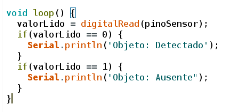 void loop() {
  valorLido = digitalRead(pinoSensor);
  if(valorLido == 0) {
    Serial.println('Objeto: Detectado');
  }
  if(valorLido == 1) {
    Serial.println("Objeto: Ausente");
  }
}